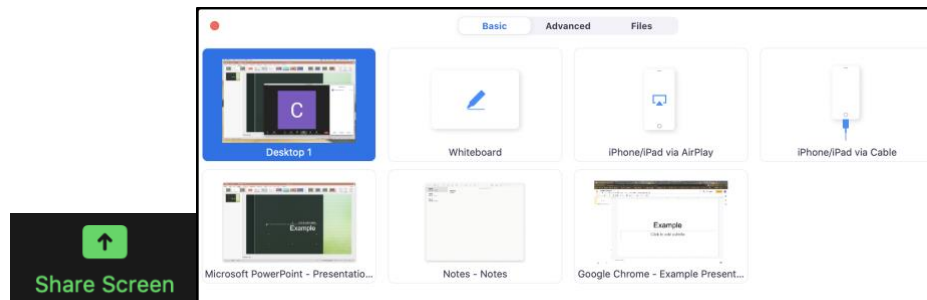 Basic Advanced Files
C
Desktop 1 Whiteboard iPhone/iPad via AirPlay iPhone/iPad via Cable
Example
Example
Microsoft PowerPoint - Presentatio... Notes - Notes Google Chrome - Example Present...
Share Screen